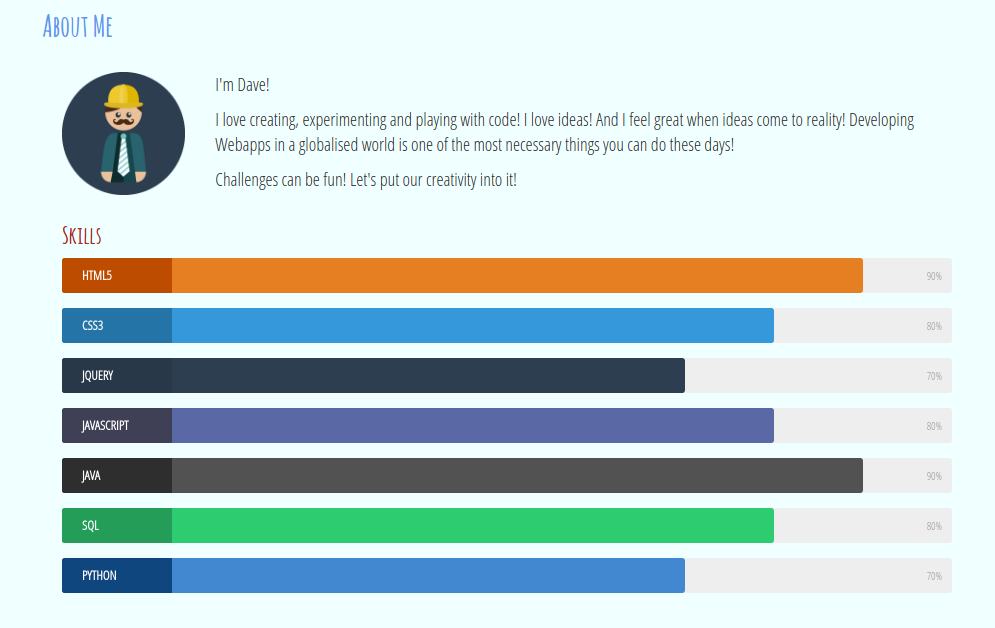 About Me
I'm Dave!
I love creating, experimenting and playing with code! I love ideas! And I feel great when ideas come to reality! Developing
Webapps in a globalised world is one of the most necessary things you can do these days!
Challenges can be fun! Let's put our creativity into it!
Skills
HTML5 90%
CSS3 80%
JQUERY 70%
JAVASCRIPT 80%
JAVA 90%
SQL 80%
PYTHON 70%